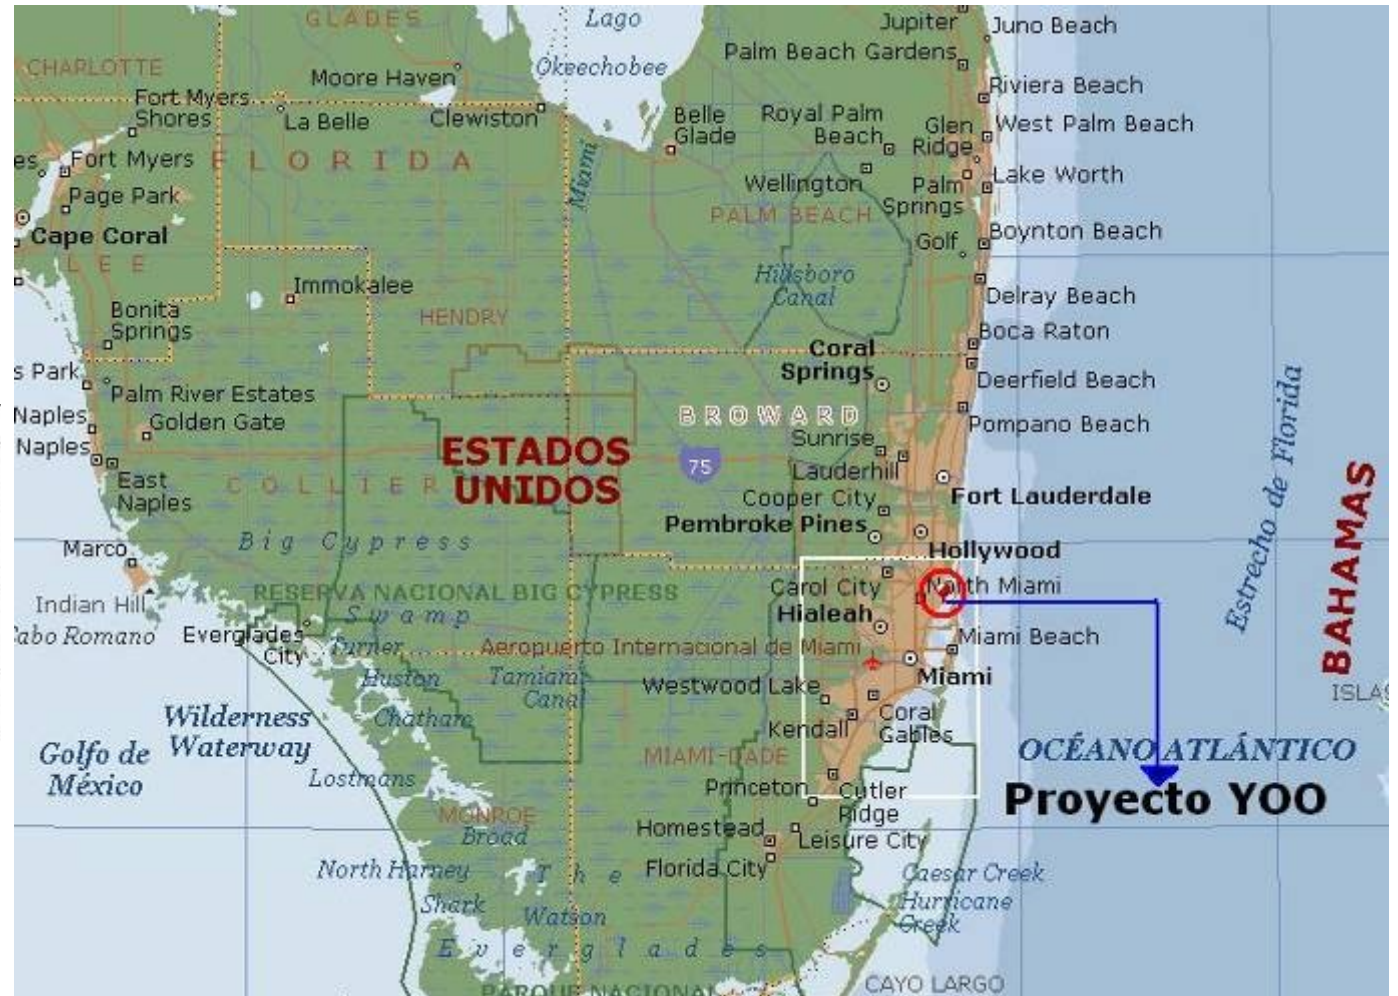 GLADES
Lago
Okeechobee
Jupiter
Juno Beach
Palm Beach Gardens
CHARLOTTE
Moore Haven
Riviera Beach
Fort Myers
Shores
La Belle
Clewiston
Belle
Glade
Royal Palm
Beach
Glen
Ridge
West Palm Beach
es
Fort Myers
FLORIDA
Miami
Page Park
Wellington
Palm
Springs
Lake Worth
PALM BEACH
Cape Coral
LEE
Golf
Boynton Beach
Immokalee
Hillsboro
Canal
Delray Beach
Bonita
Springs
HENDRY
Boca Raton
Coral
Springs
s Park
Palm River Estates
Deerfield Beach
Naples
Golden Gate
BROWARD
Pompano Beach
Naples
ESTADOS
UNIDOS
75
Sunrise
Lauderhill
East
Naples
COLLIER
Cooper City
Fort Lauderdale
Pembroke Pines
Estrecho de Florida
BAHAMAS
Marco
Big Cypress
Hollywood
RESERVA NACIONAL BIG CYPRESS
Carol City
North Miami
Indian Hill
Swamp
Hialeah
Cabo Romano
Everglades
City
Turner
Aeropuerto Internacional de Miami
Miami Beach
Huston
Tamiami
Canal
Westwood Lake
Miami
ISLA
Chatham
Wilderness
Waterway
Kendall
Coral
Gables
Golfo de
México
MIAMI-DADE
OCÉANO ATLÁNTICO
Lostmans
Princeton
Cutler
Ridge
Proyecto YOO
MONROE
Broad
Homestead
Leisure City
North Harney
The
Florida City
Caesar Creek
Shark
Watson
Hurricane
Creek
Everglades
PARQUE NACIONAL
CAYO LARGO